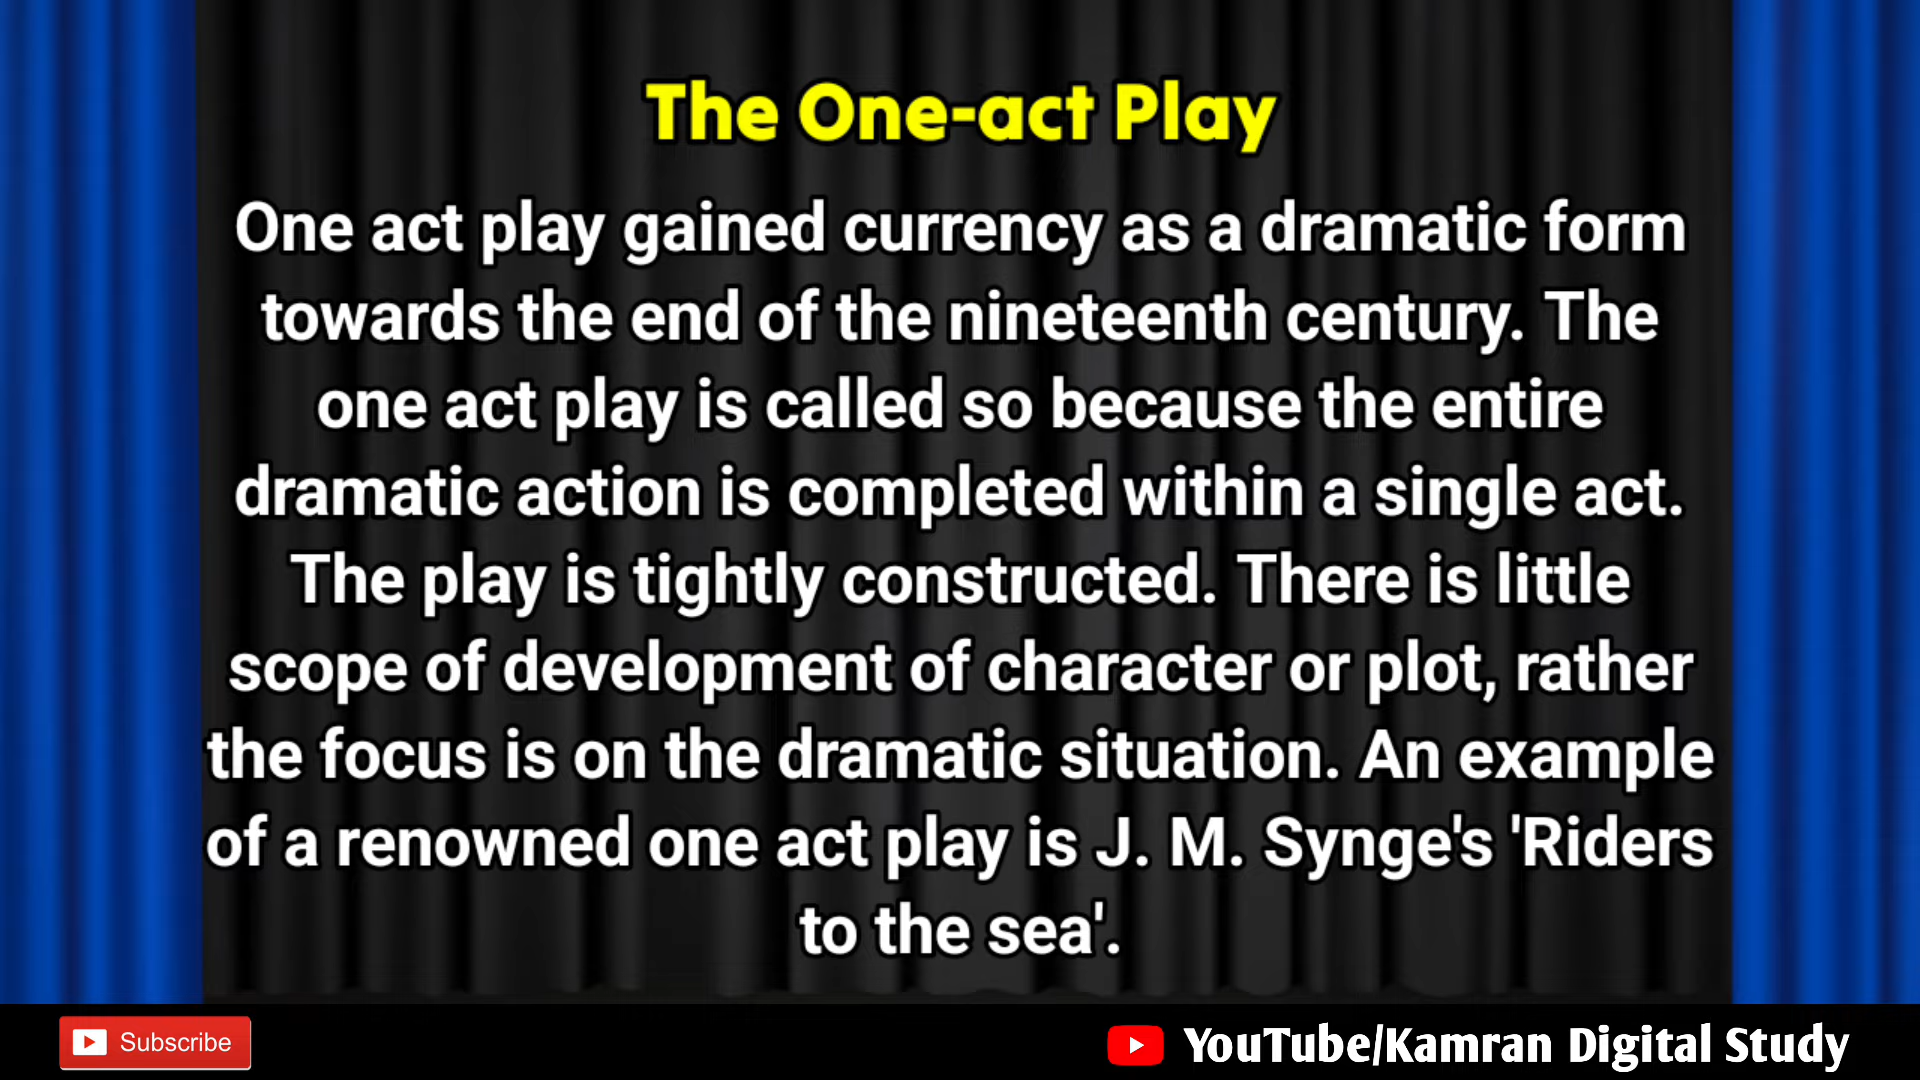 The One-act Play
One act play gained currency as a dramatic form
towards the end of the nineteenth century. The
one act play is called so because the entire
dramatic action is completed within a single act.
The play is tightly constructed. There is little
scope of development of character or plot, rather
the focus is on the dramatic situation. An example
of a renowned one act play is J. M. Synge's 'Riders
to the sea'.
Subscribe
YouTube/Kamran Digital Study